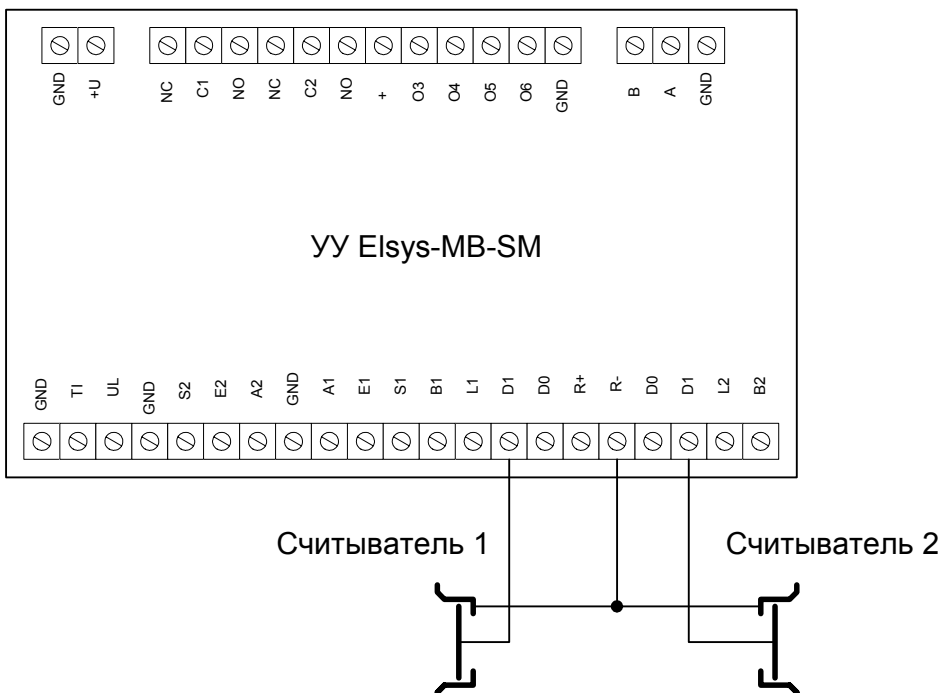 GND +U NC C1 NO NC C2 NO + O3 O4 O5 O6 GND B A GND
УУ Elsys-MB-SM
GND TI UL GND S2 E2 A2 GND A1 E1 S1 B1 L1 D1 D0 R+ R- D0 D1 L2 B2
Считыватель 1 Считыватель 2